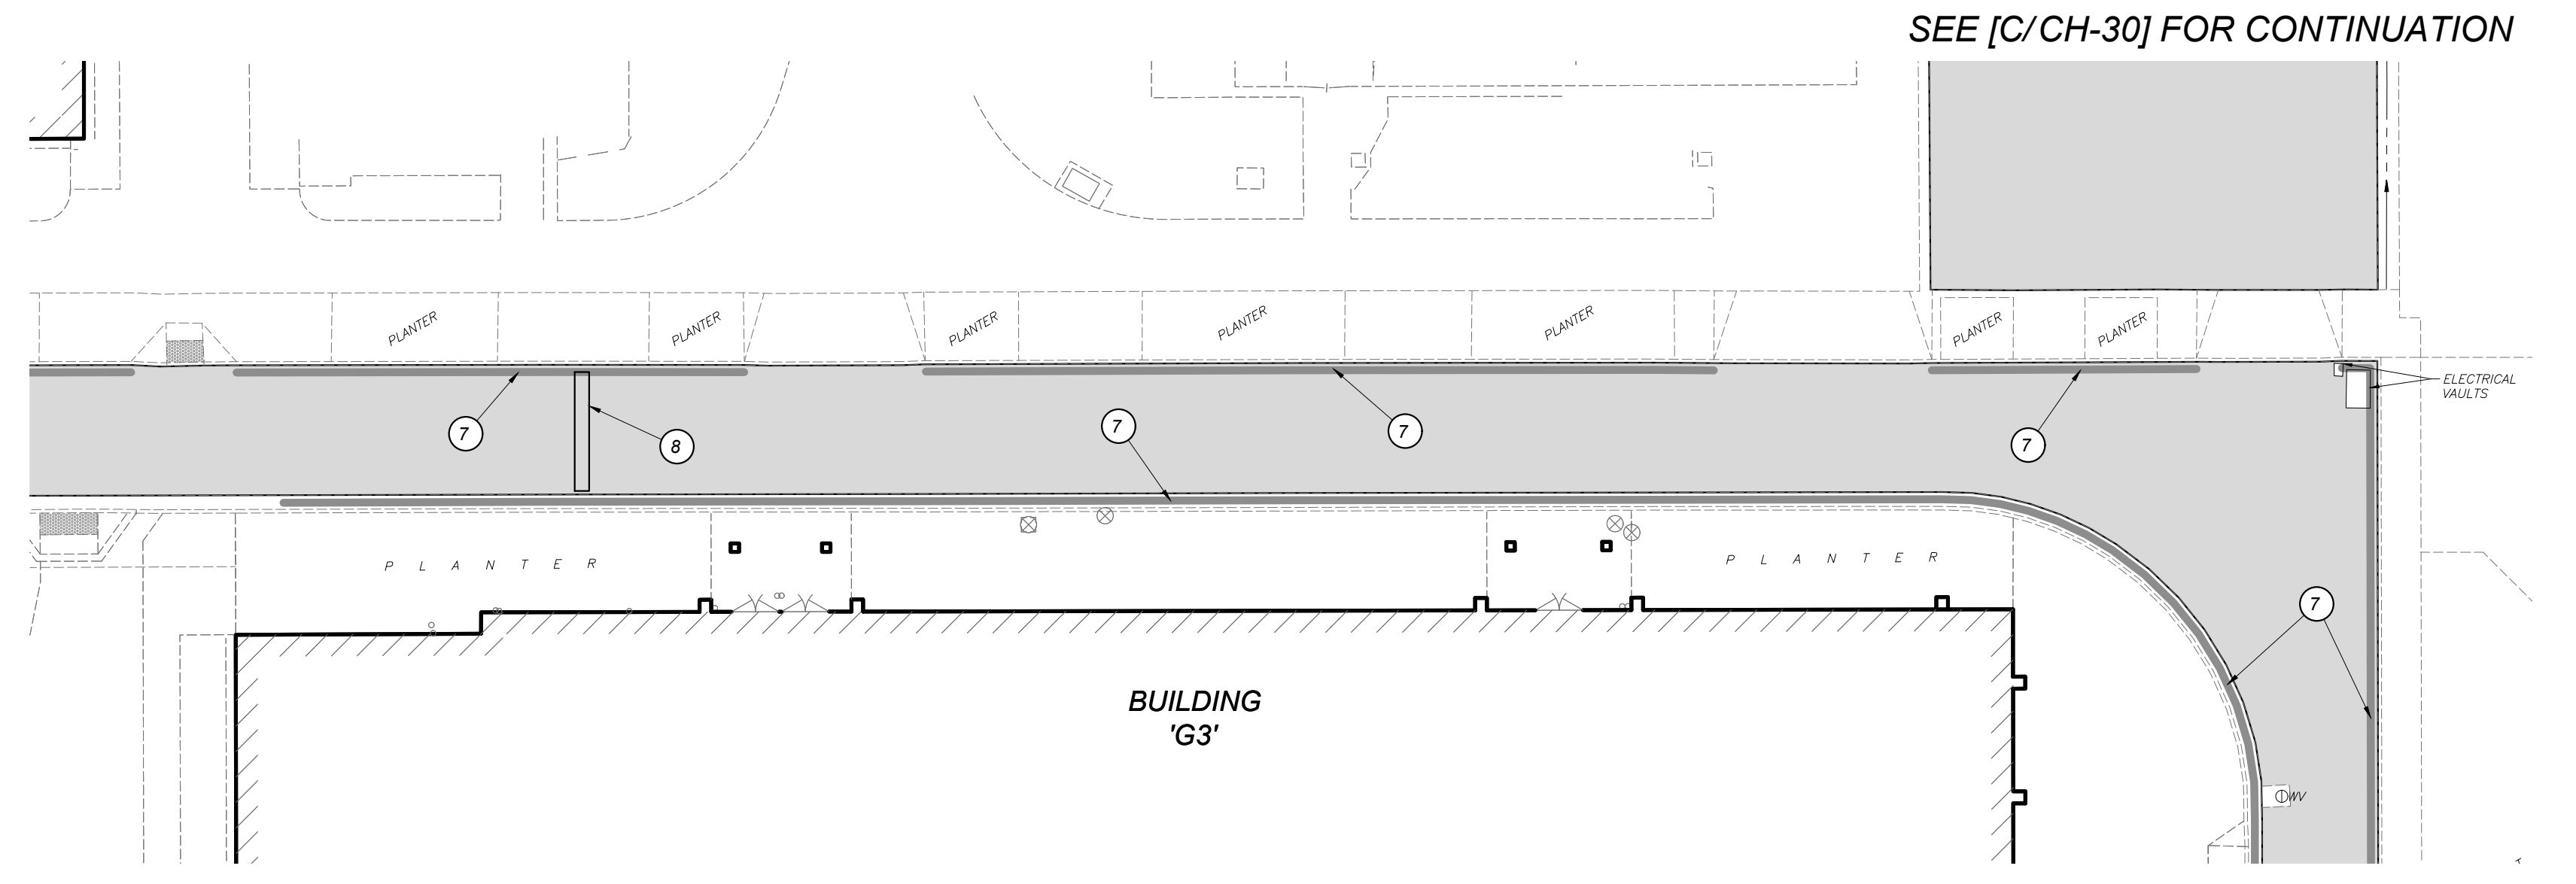 SEE [C/CH-30] FOR CONTINUATION
PLANTER
PLANTER
PLANTER
PLANTER
PLANTER
PLANTER
PLANTER
ELECTRICAL
VAULTS
7
8
7
7
7
P L A N T E R
P L A N T E R
7
BUILDING
'G3'
WV